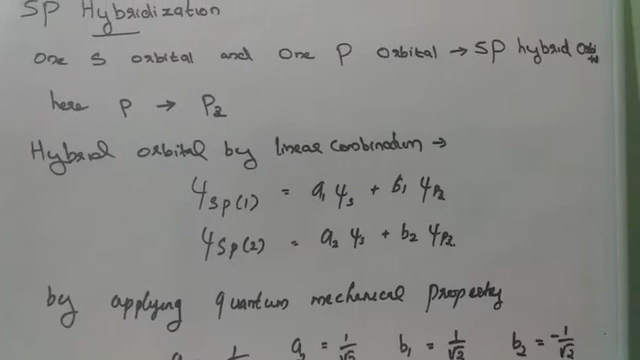 SP Hybridization
One S orbital and one P orbital → SP hybrid orbital
here P → Pz
Hybrid orbital by linear combination →
ψsp(1) = a₁ ψs + b₁ ψPz
ψsp(2) = a₂ ψs + b₂ ψPz
by applying quantum mechanical property
a₂ = 1/√2 b₁ = 1/√2 b₂ = -1/√2